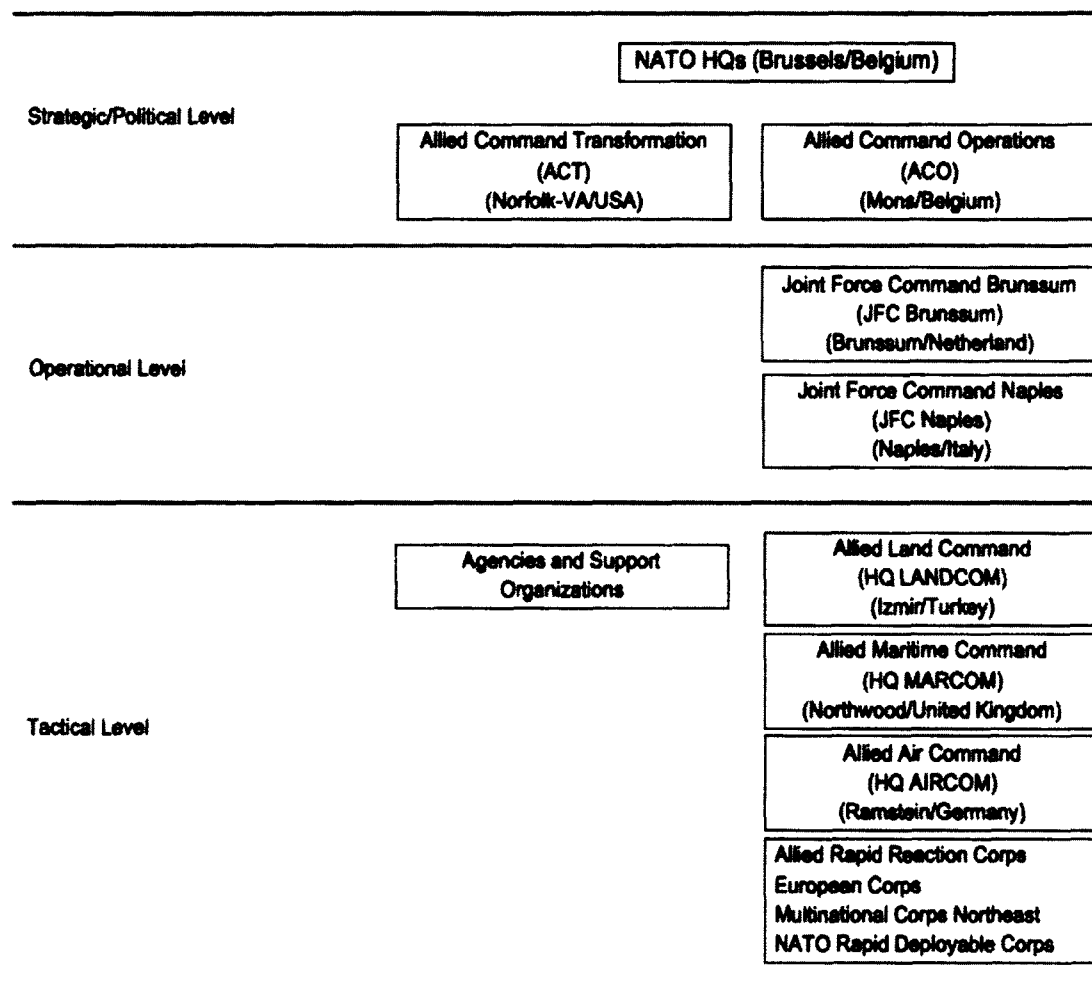 NATO HQs (Brussels/Belgium)
Strategic/Political Level
Allied Command Transformation
(ACT)
(Norfolk-VA/USA)
Allied Command Operations
(ACO)
(Mons/Belgium)
Operational Level
Joint Force Command Brunssum
(JFC Brunssum)
(Brunssum/Netherland)
Joint Force Command Naples
(JFC Naples)
(Naples/Italy)
Tactical Level
Agencies and Support
Organizations
Allied Land Command
(HQ LANDCOM)
(Izmir/Turkey)
Allied Maritime Command
(HQ MARCOM)
(Northwood/United Kingdom)
Allied Air Command
(HQ AIRCOM)
(Ramstein/Germany)
Allied Rapid Reaction Corps
European Corps
Multinational Corps Northeast
NATO Rapid Deployable Corps